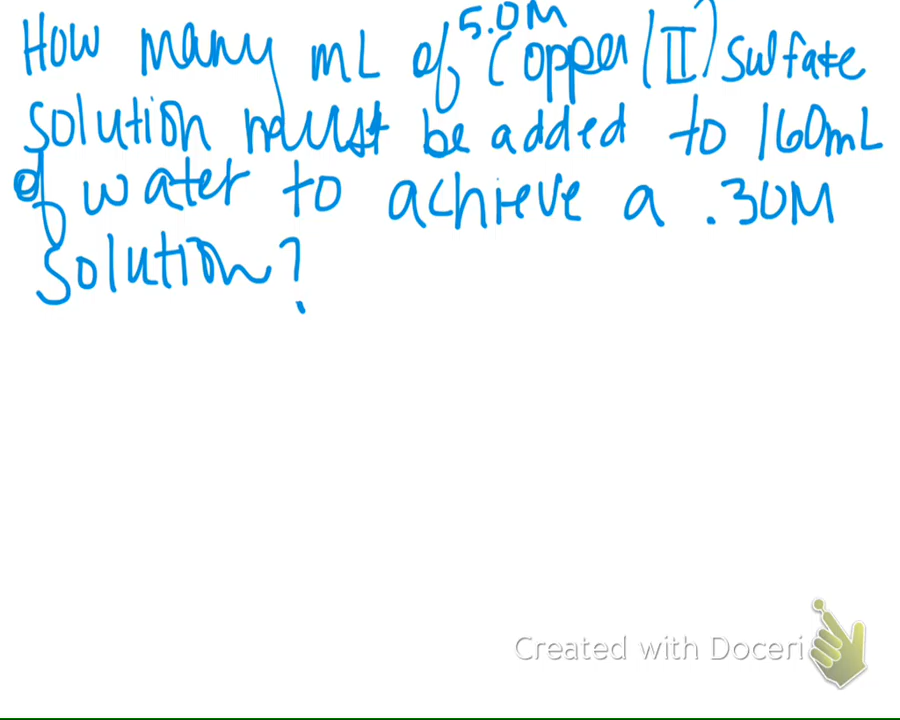 How many mL of 5.0M Copper (II) Sulfate
solution must be added to 160mL
of water to achieve a .30M
solution?
Created with Doceri